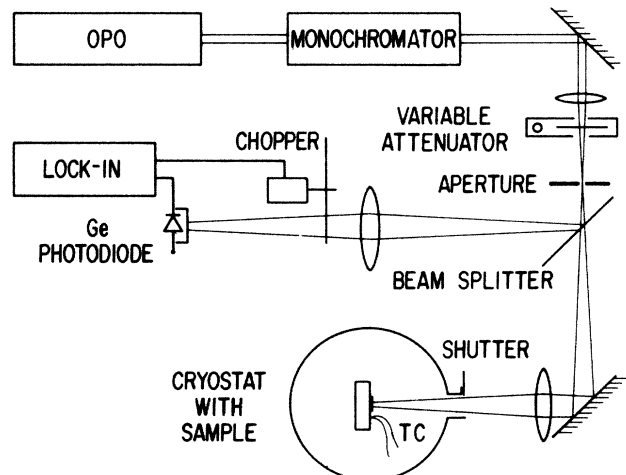 OPO
MONOCHROMATOR
VARIABLE
ATTENUATOR
CHOPPER
LOCK-IN
APERTURE
Ge
PHOTODIODE
BEAM SPLITTER
SHUTTER
CRYOSTAT
WITH
SAMPLE
TC